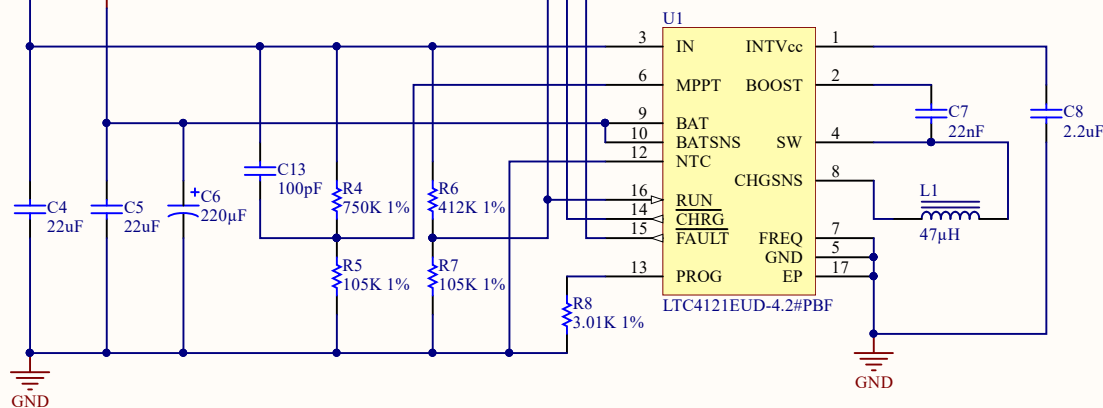 U1
3 IN INTVcc 1
6 MPPT BOOST 2
9 BAT
10 BATSNS SW 4
12 NTC
CHGSNS 8
16 RUN
14 CHRG
15 FAULT FREQ 7
GND 5
13 PROG EP 17
LTC4121EUD-4.2#PBF
C4
22uF
C5
22uF
C6
220µF
+
C13
100pF
R4
750K 1%
R6
412K 1%
R5
105K 1%
R7
105K 1%
R8
3.01K 1%
C7
22nF
C8
2.2uF
L1
47µH
GND
GND